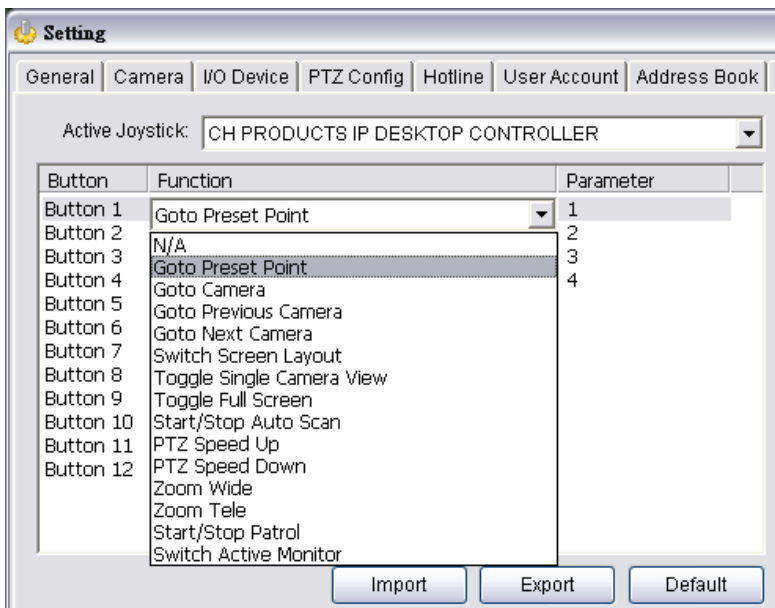 Setting
General Camera I/O Device PTZ Config Hotline User Account Address Book
Active Joystick: CH PRODUCTS IP DESKTOP CONTROLLER
Button Function Parameter
Button 1 Goto Preset Point 1
Button 2 N/A 2
Button 3 Goto Preset Point 3
Button 4 Goto Camera 4
Button 5 Goto Previous Camera
Button 6 Goto Next Camera
Button 7 Switch Screen Layout
Button 8 Toggle Single Camera View
Button 9 Toggle Full Screen
Button 10 Start/Stop Auto Scan
Button 11 PTZ Speed Up
Button 12 PTZ Speed Down
Zoom Wide
Zoom Tele
Start/Stop Patrol
Switch Active Monitor
Import Export Default